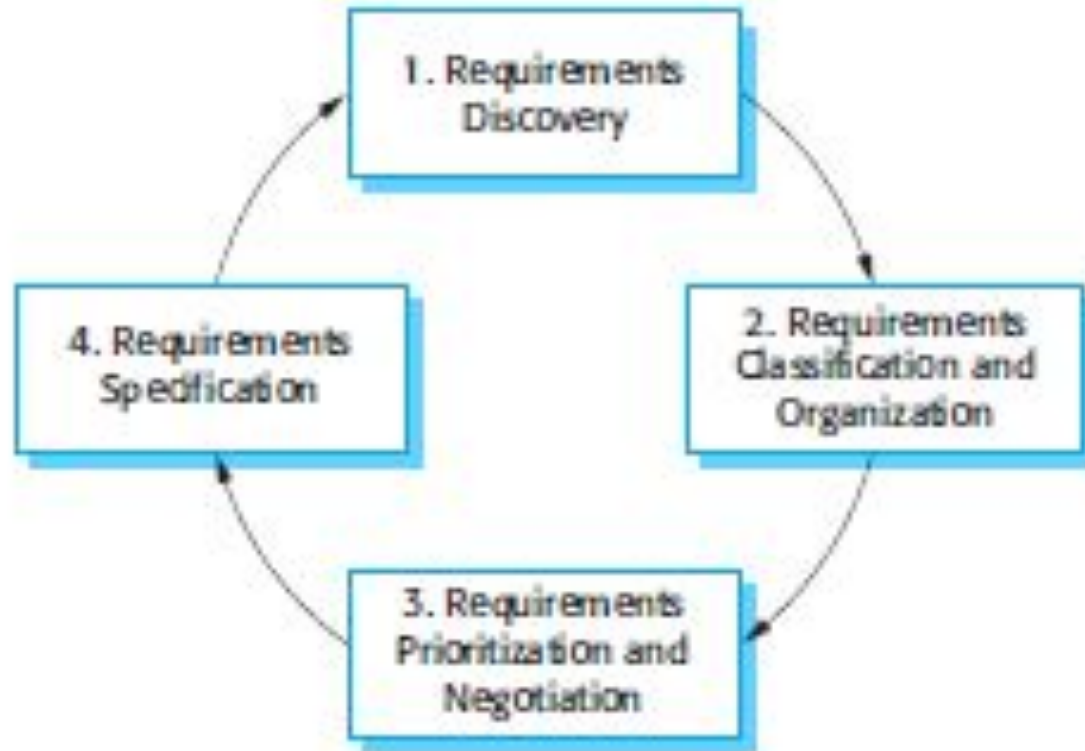 1. Requirements
Discovery
2. Requirements
Classification and
Organization
3. Requirements
Prioritization and
Negotiation
4. Requirements
Specification